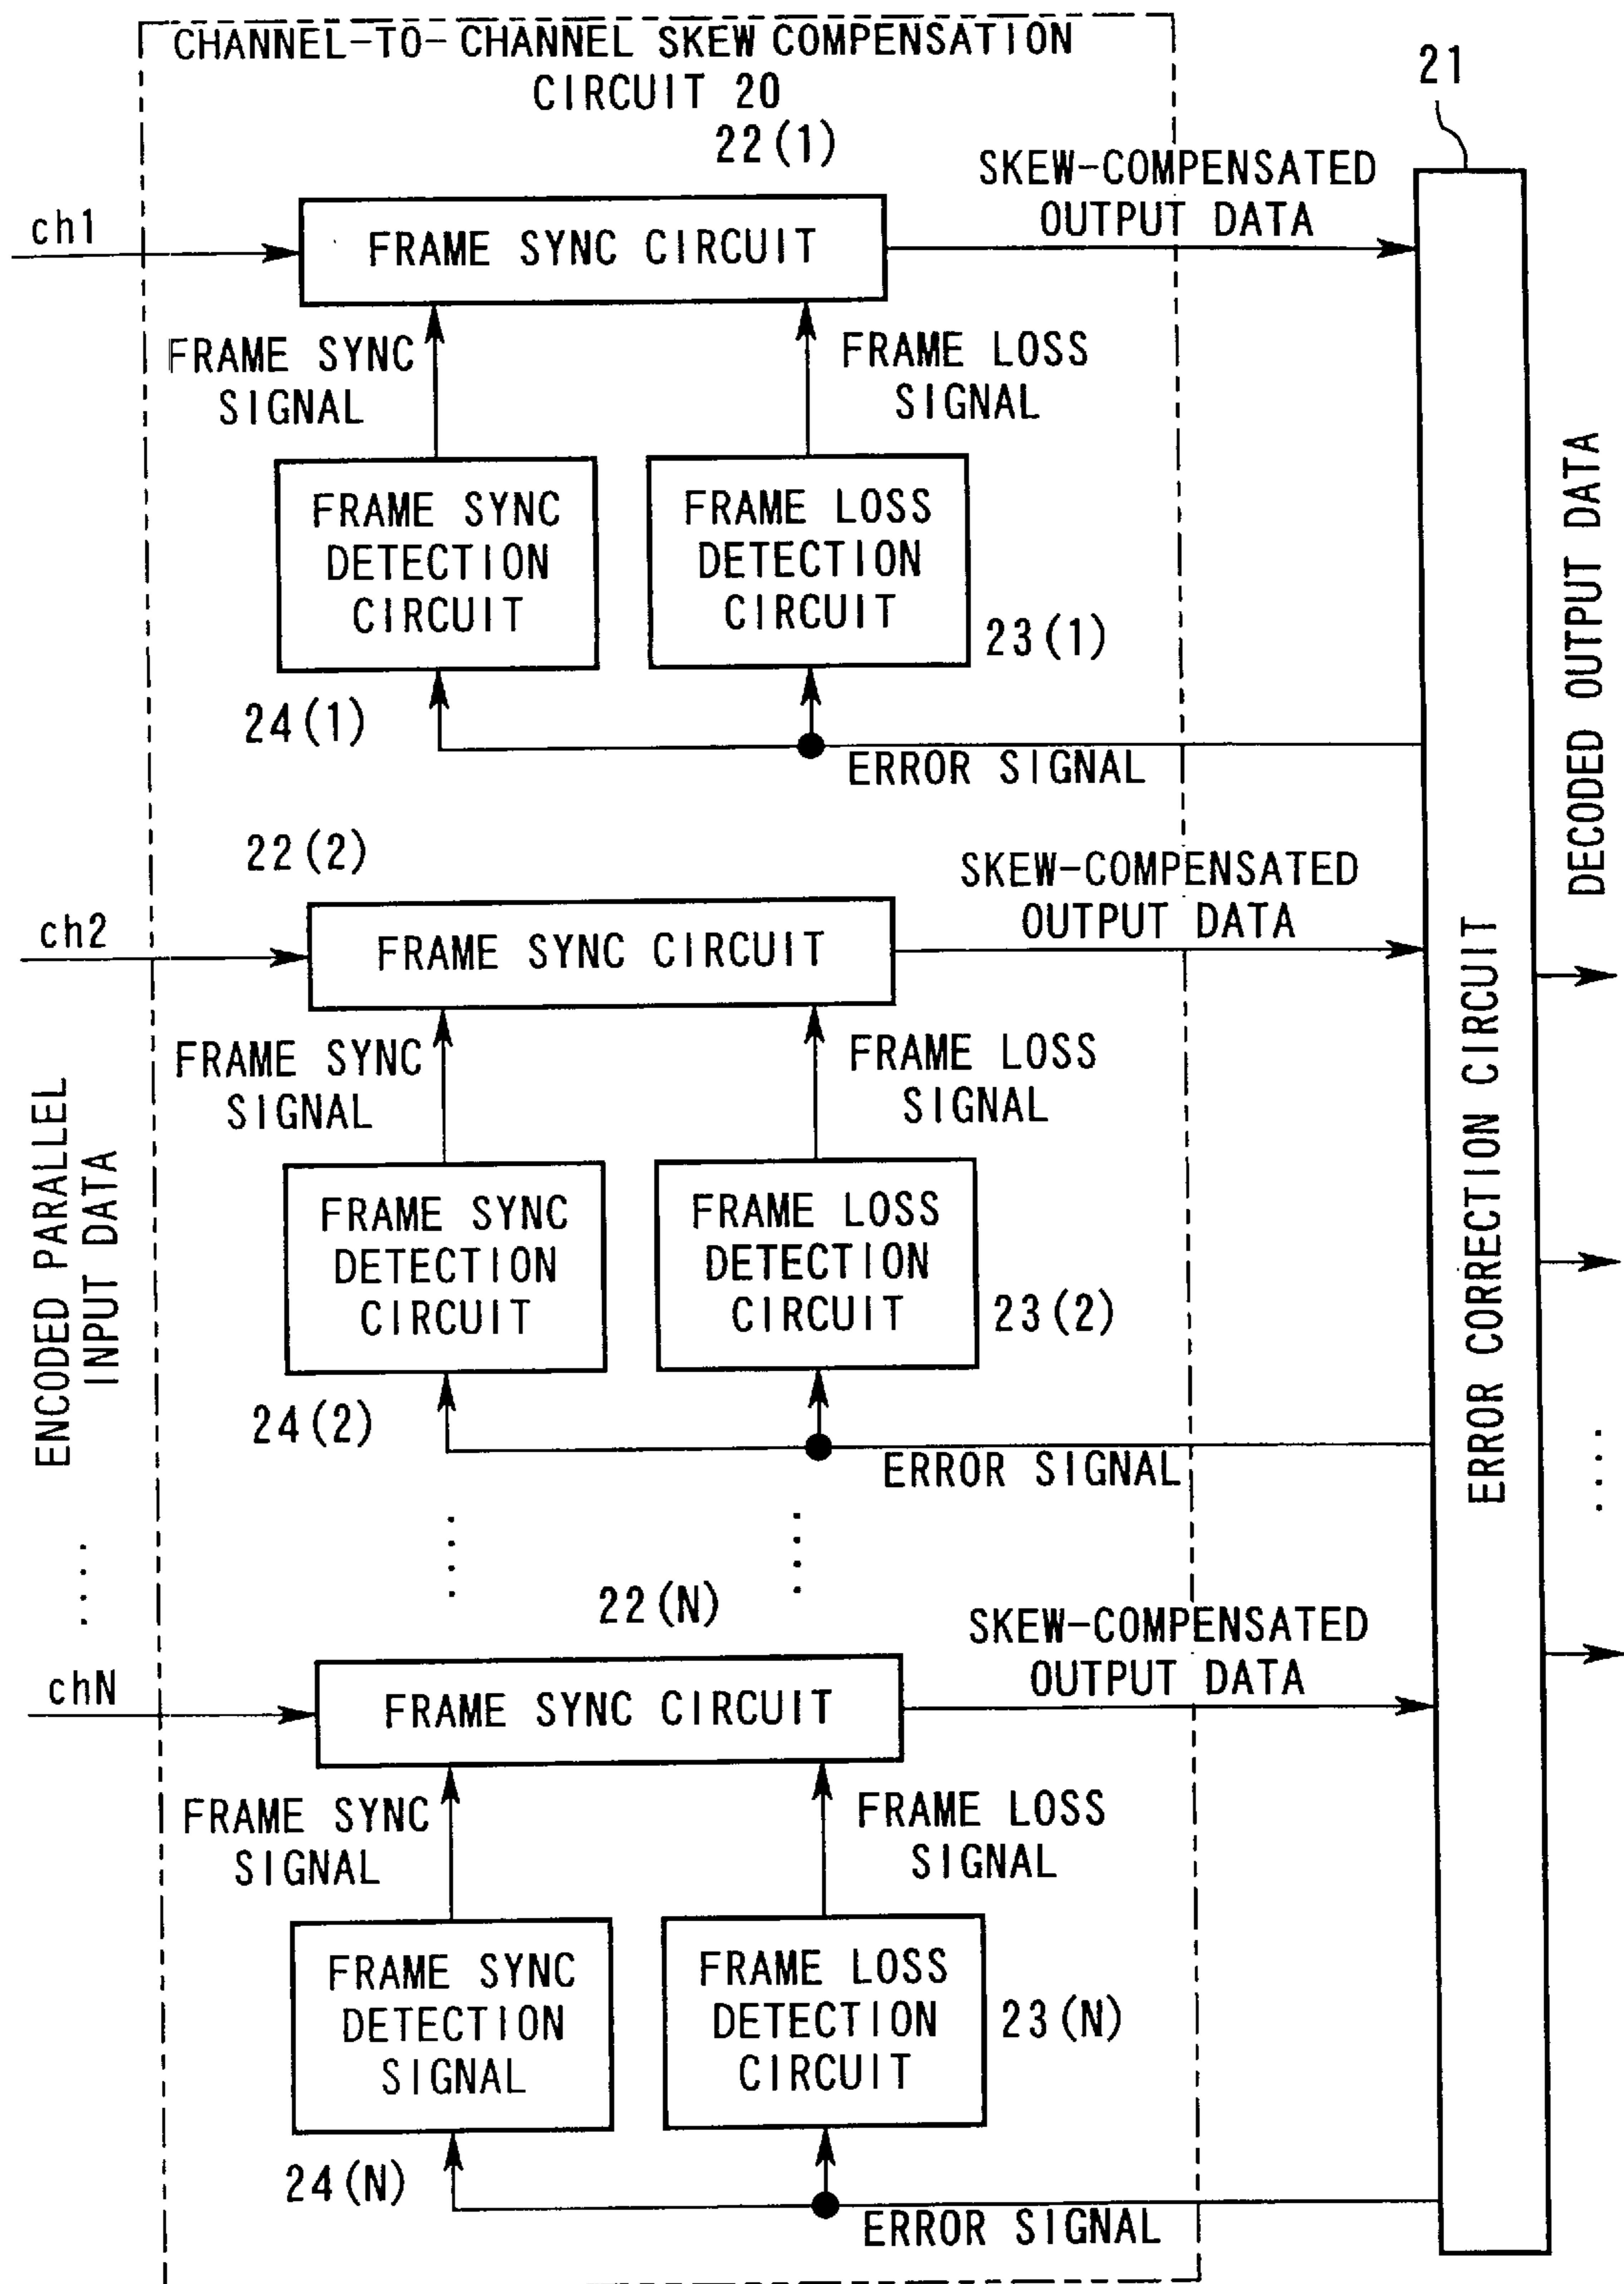 CHANNEL-TO-CHANNEL SKEW COMPENSATION
CIRCUIT 20
21
22(1)
SKEW-COMPENSATED
OUTPUT DATA
ch1
FRAME SYNC CIRCUIT
FRAME SYNC
SIGNAL
FRAME LOSS
SIGNAL
FRAME SYNC
DETECTION
CIRCUIT
FRAME LOSS
DETECTION
CIRCUIT
23(1)
24(1)
ERROR SIGNAL
DECODED OUTPUT DATA
22(2)
SKEW-COMPENSATED
OUTPUT DATA
ch2
FRAME SYNC CIRCUIT
FRAME SYNC
SIGNAL
FRAME LOSS
SIGNAL
ENCODED PARALLEL
INPUT DATA
FRAME SYNC
DETECTION
CIRCUIT
FRAME LOSS
DETECTION
CIRCUIT
23(2)
24(2)
ERROR SIGNAL
ERROR CORRECTION CIRCUIT
22(N)
SKEW-COMPENSATED
OUTPUT DATA
chN
FRAME SYNC CIRCUIT
FRAME SYNC
SIGNAL
FRAME LOSS
SIGNAL
FRAME SYNC
DETECTION
SIGNAL
FRAME LOSS
DETECTION
CIRCUIT
23(N)
24(N)
ERROR SIGNAL